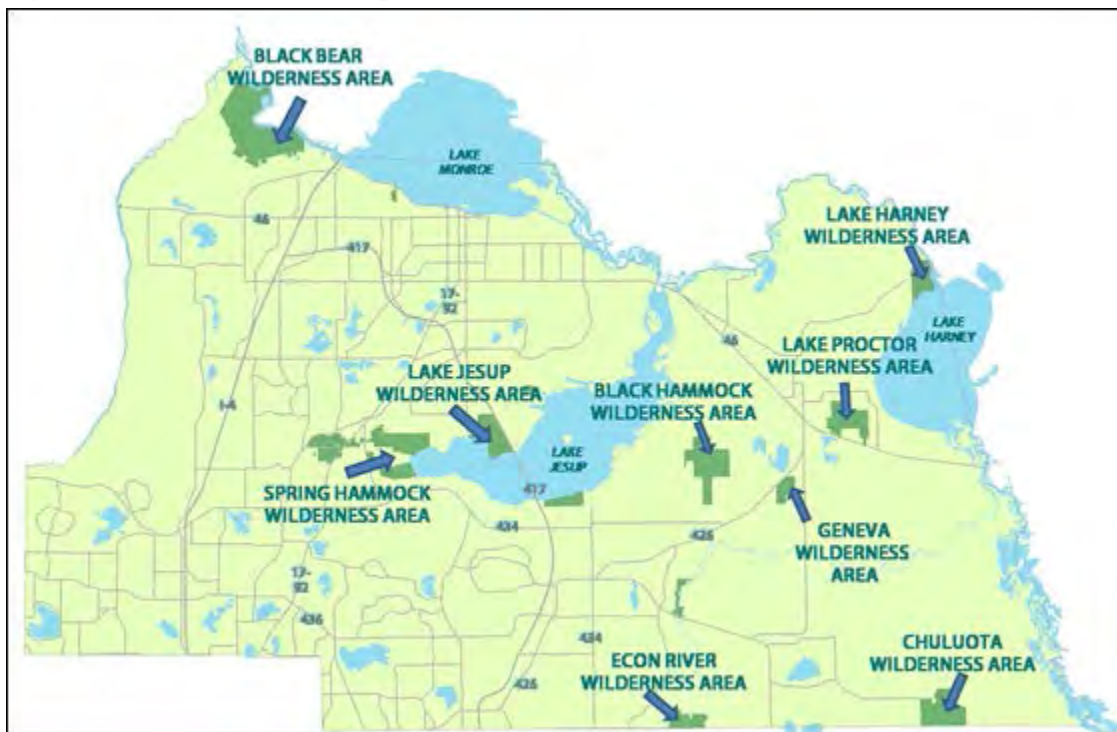 BLACK BEAR
WILDERNESS AREA
LAKE
MONROE
LAKE HARNEY
WILDERNESS AREA
46
417
17-
92
LAKE
HARNEY
LAKE PROCTOR
WILDERNESS AREA
46
LAKE JESUP
WILDERNESS AREA
BLACK HAMMOCK
WILDERNESS AREA
I-4
LAKE
JESUP
SPRING HAMMOCK
WILDERNESS AREA
417
434
426
GENEVA
WILDERNESS
AREA
17-
92
436
434
ECON RIVER
WILDERNESS AREA
426
CHULUOTA
WILDERNESS AREA